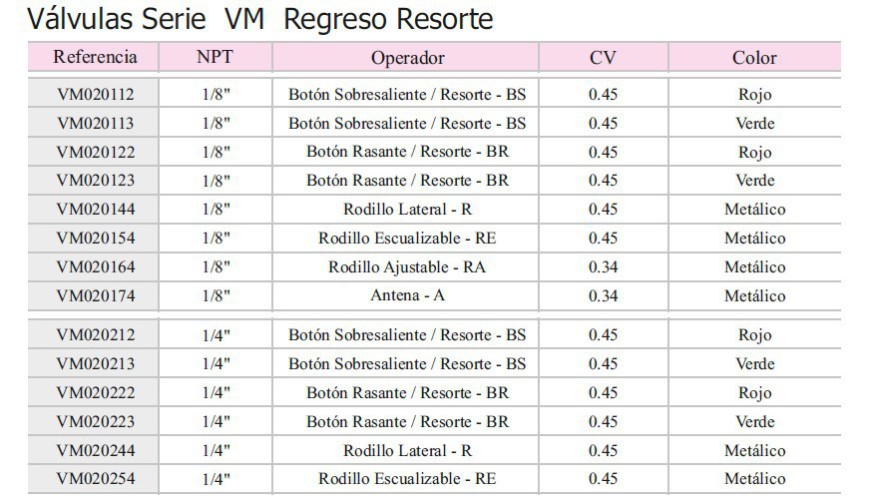 Válvulas Serie VM Regreso Resorte
Referencia NPT Operador CV Color
VM020112 1/8" Botón Sobresaliente / Resorte - BS 0.45 Rojo
VM020113 1/8" Botón Sobresaliente / Resorte - BS 0.45 Verde
VM020122 1/8" Botón Rasante / Resorte - BR 0.45 Rojo
VM020123 1/8" Botón Rasante / Resorte - BR 0.45 Verde
VM020144 1/8" Rodillo Lateral - R 0.45 Metálico
VM020154 1/8" Rodillo Escualizable - RE 0.45 Metálico
VM020164 1/8" Rodillo Ajustable - RA 0.34 Metálico
VM020174 1/8" Antena - A 0.34 Metálico
VM020212 1/4" Botón Sobresaliente / Resorte - BS 0.45 Rojo
VM020213 1/4" Botón Sobresaliente / Resorte - BS 0.45 Verde
VM020222 1/4" Botón Rasante / Resorte - BR 0.45 Rojo
VM020223 1/4" Botón Rasante / Resorte - BR 0.45 Verde
VM020244 1/4" Rodillo Lateral - R 0.45 Metálico
VM020254 1/4" Rodillo Escualizable - RE 0.45 Metálico